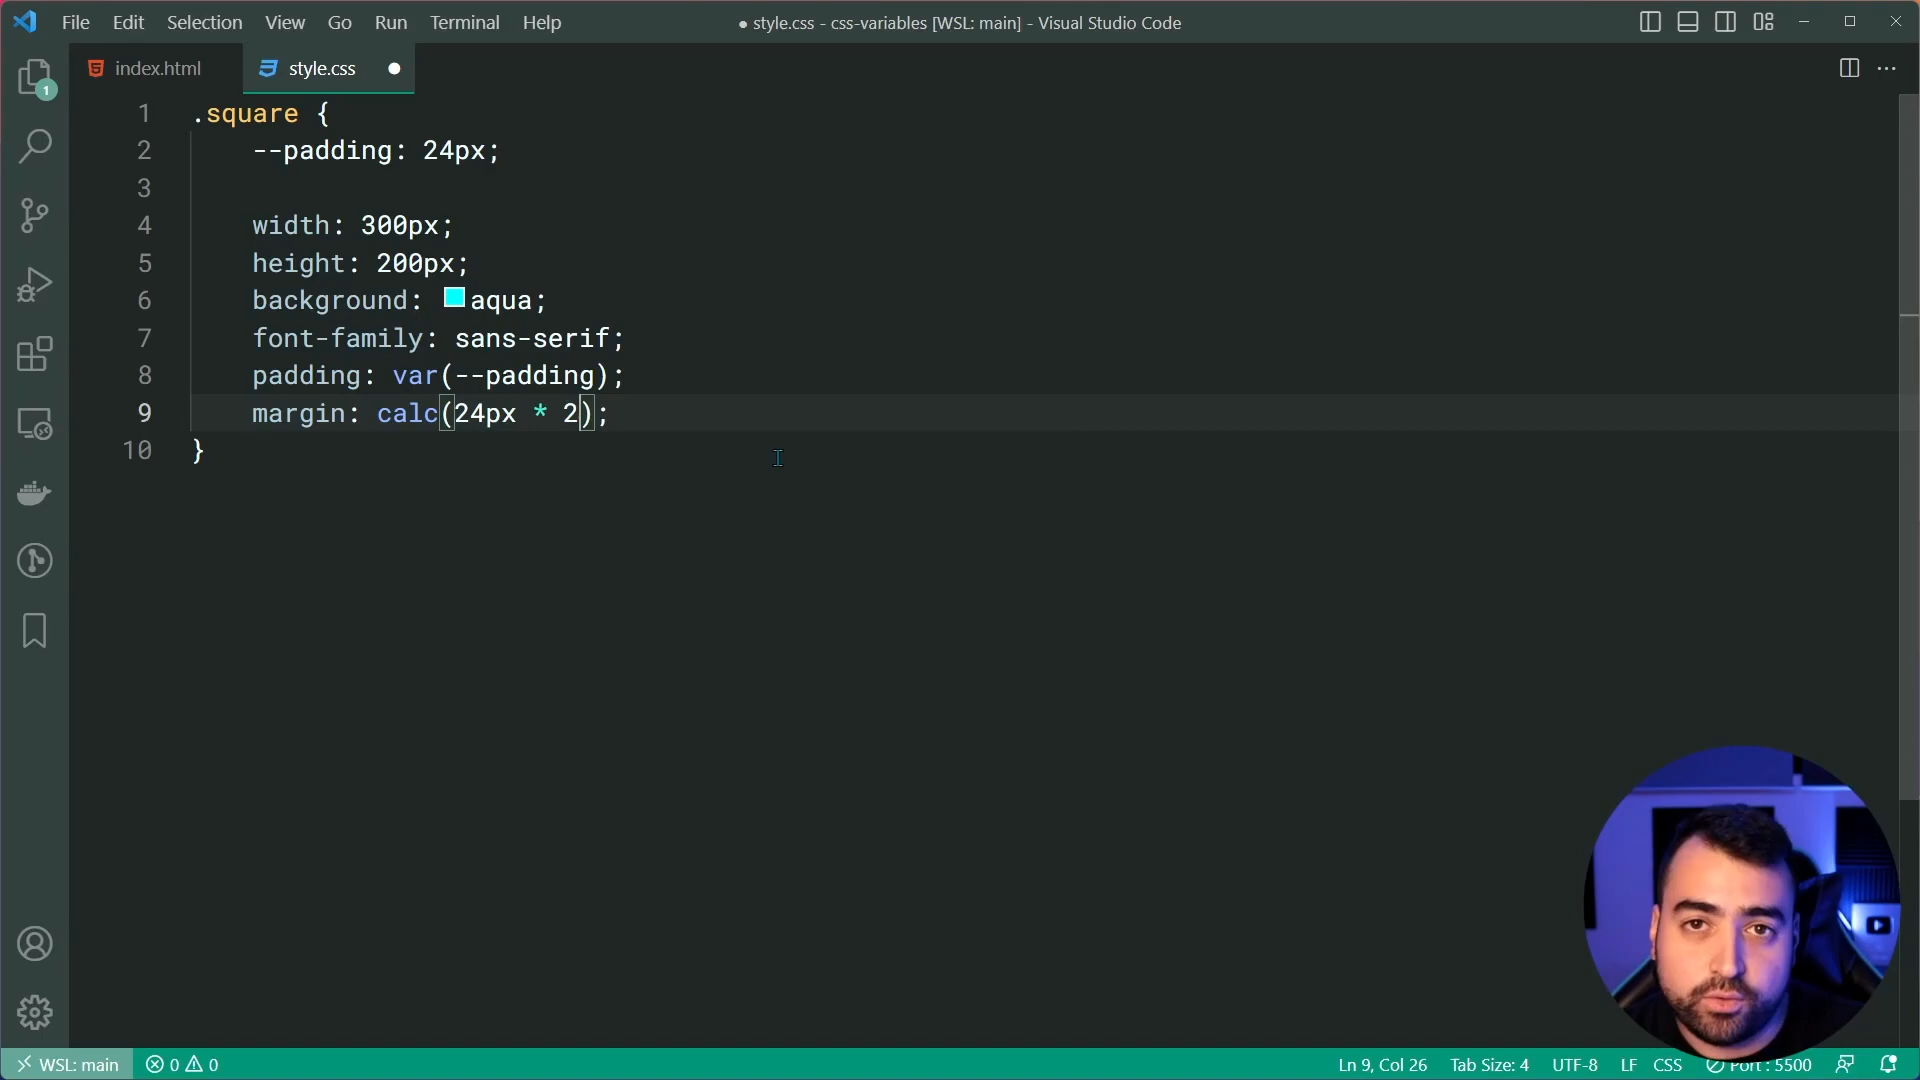 File Edit Selection View Go Run Terminal Help
● style.css - css-variables [WSL: main] - Visual Studio Code
index.html
style.css
1
1 .square {
2 --padding: 24px;
3
4 width: 300px;
5 height: 200px;
6 background: aqua;
7 font-family: sans-serif;
8 padding: var(--padding);
9 margin: calc(24px * 2);
10 }
WSL: main 0 0 Ln 9, Col 26 Tab Size: 4 UTF-8 LF CSS Port : 5500